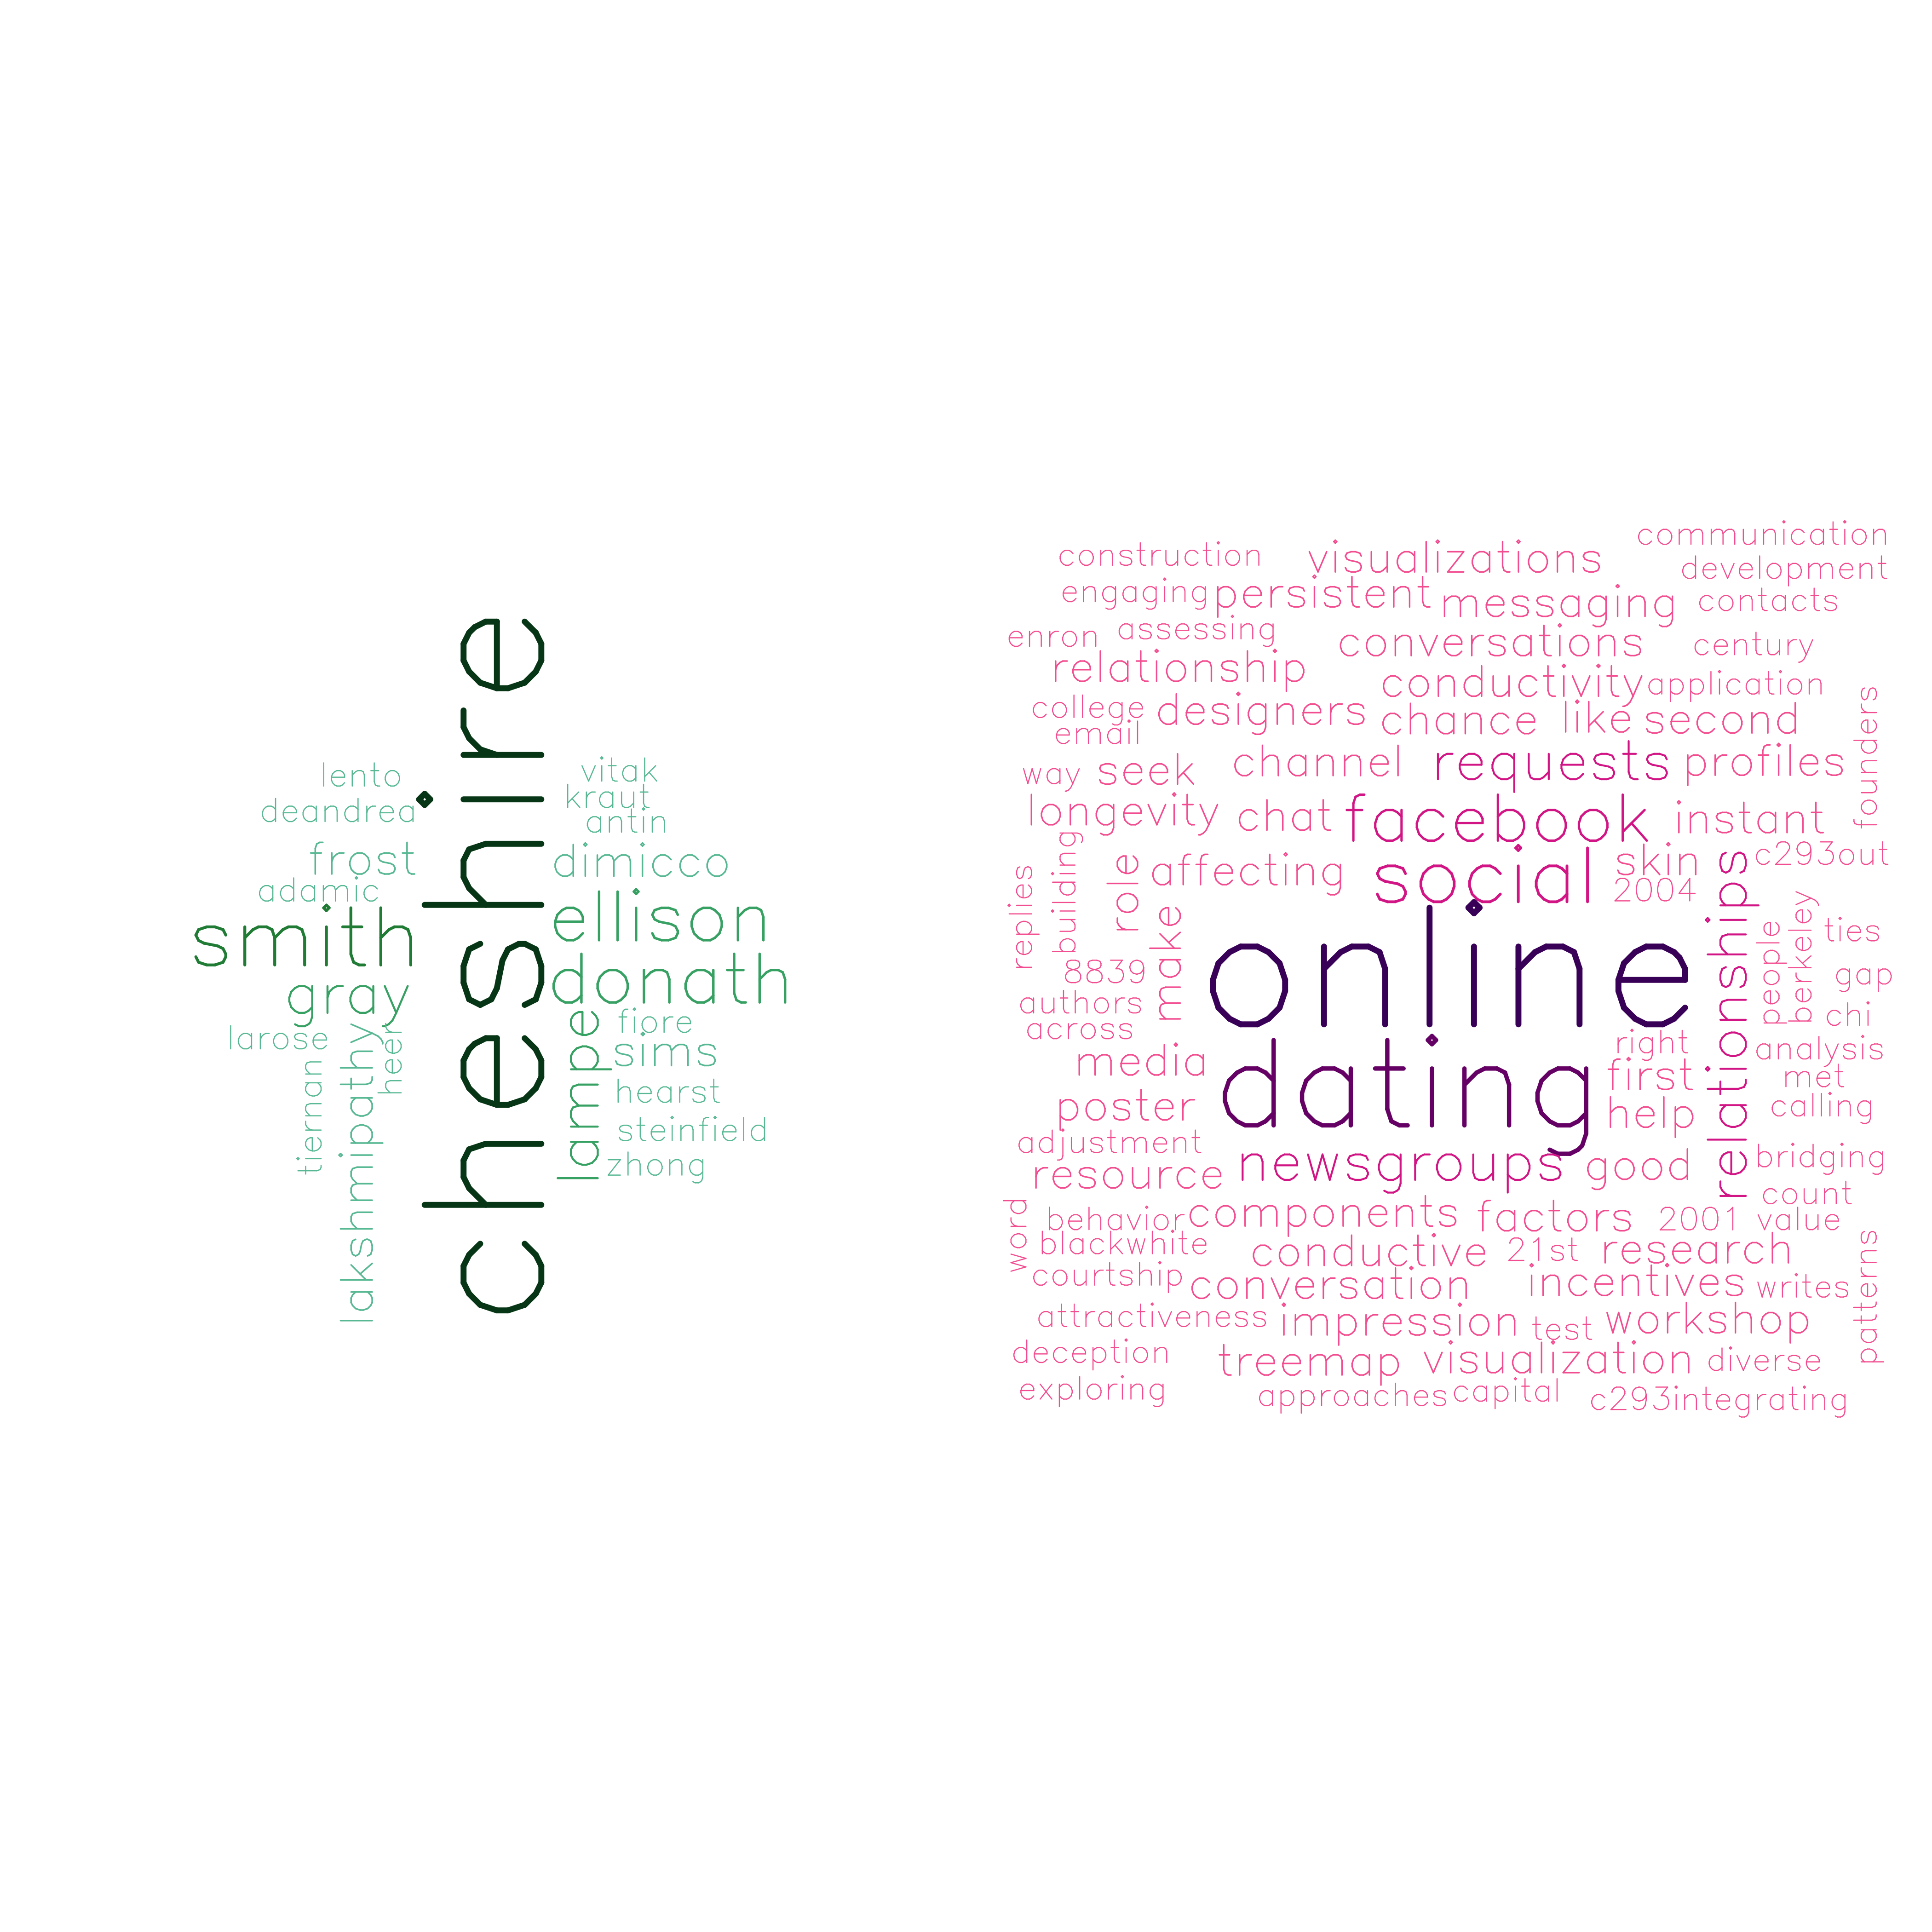 lento
deandrea
frost
adamic
smith
gray
larose
tiernan
lakshmipathy
heer
cheshire
vitak
kraut
antin
dimicco
ellison
donath
lampe
fiore
sims
hearst
steinfield
zhong
construction visualizations communication
development
engaging persistent messaging contacts
enron assessing conversations century
relationship conductivity application
college designers chance like second
email
founders
way seek channel requests profiles
longevity chat facebook instant
building
replies
role affecting social skin c293out
2004
make
relationships
people
berkeley
ties
8839 online gap
authors chi
across right analysis
media dating first met
poster help calling
adjustment newsgroups good bridging
resource count
word
behavior components factors 2001 value
blackwhite conductive 21st research
patterns
courtship conversation incentives writes
attractiveness impression test workshop
deception treemap visualization diverse
exploring approaches capital c293integrating